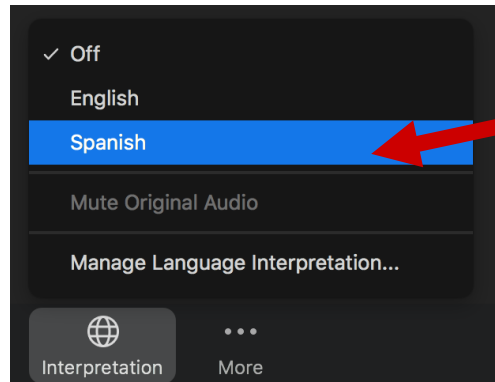 ✓ Off
English
Spanish
Mute Original Audio
Manage Language Interpretation...
Interpretation
More